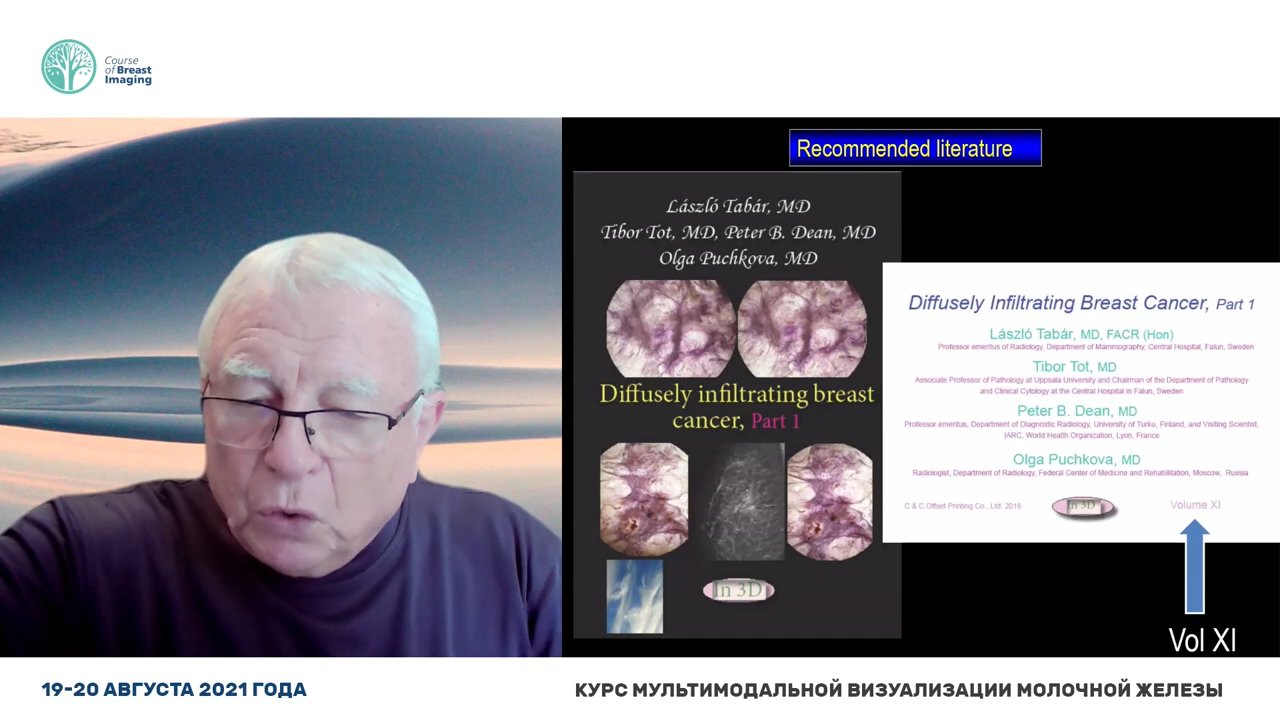 Course
of Breast
Imaging
Recommended literature
László Tabár, MD
Tibor Tot, MD, Peter B. Dean, MD
Olga Puchkova, MD
Diffusely infiltrating breast
cancer, Part 1
In 3D
Diffusely Infiltrating Breast Cancer, Part 1
László Tabár, MD, FACR (Hon)
Professor emeritus of Radiology, Department of Mammography, Central Hospital, Falun, Sweden
Tibor Tot, MD
Associate Professor of Pathology at Uppsala University and Chairman of the Department of Pathology
and Clinical Cytology at the Central Hospital in Falun, Sweden
Peter B. Dean, MD
Professor emeritus, Department of Diagnostic Radiology, University of Turku, Finland, and Visiting Scientist,
IARC, World Health Organization, Lyon, France
Olga Puchkova, MD
Radiologist, Department of Radiology, Federal Center of Medicine and Rehabilitation, Moscow, Russia
C & C Offset Printing Co., Ltd. 2016
In 3D
Volume XI
Vol XI
19-20 АВГУСТА 2021 ГОДА
КУРС МУЛЬТИМОДАЛЬНОЙ ВИЗУАЛИЗАЦИИ МОЛОЧНОЙ ЖЕЛЕЗЫ